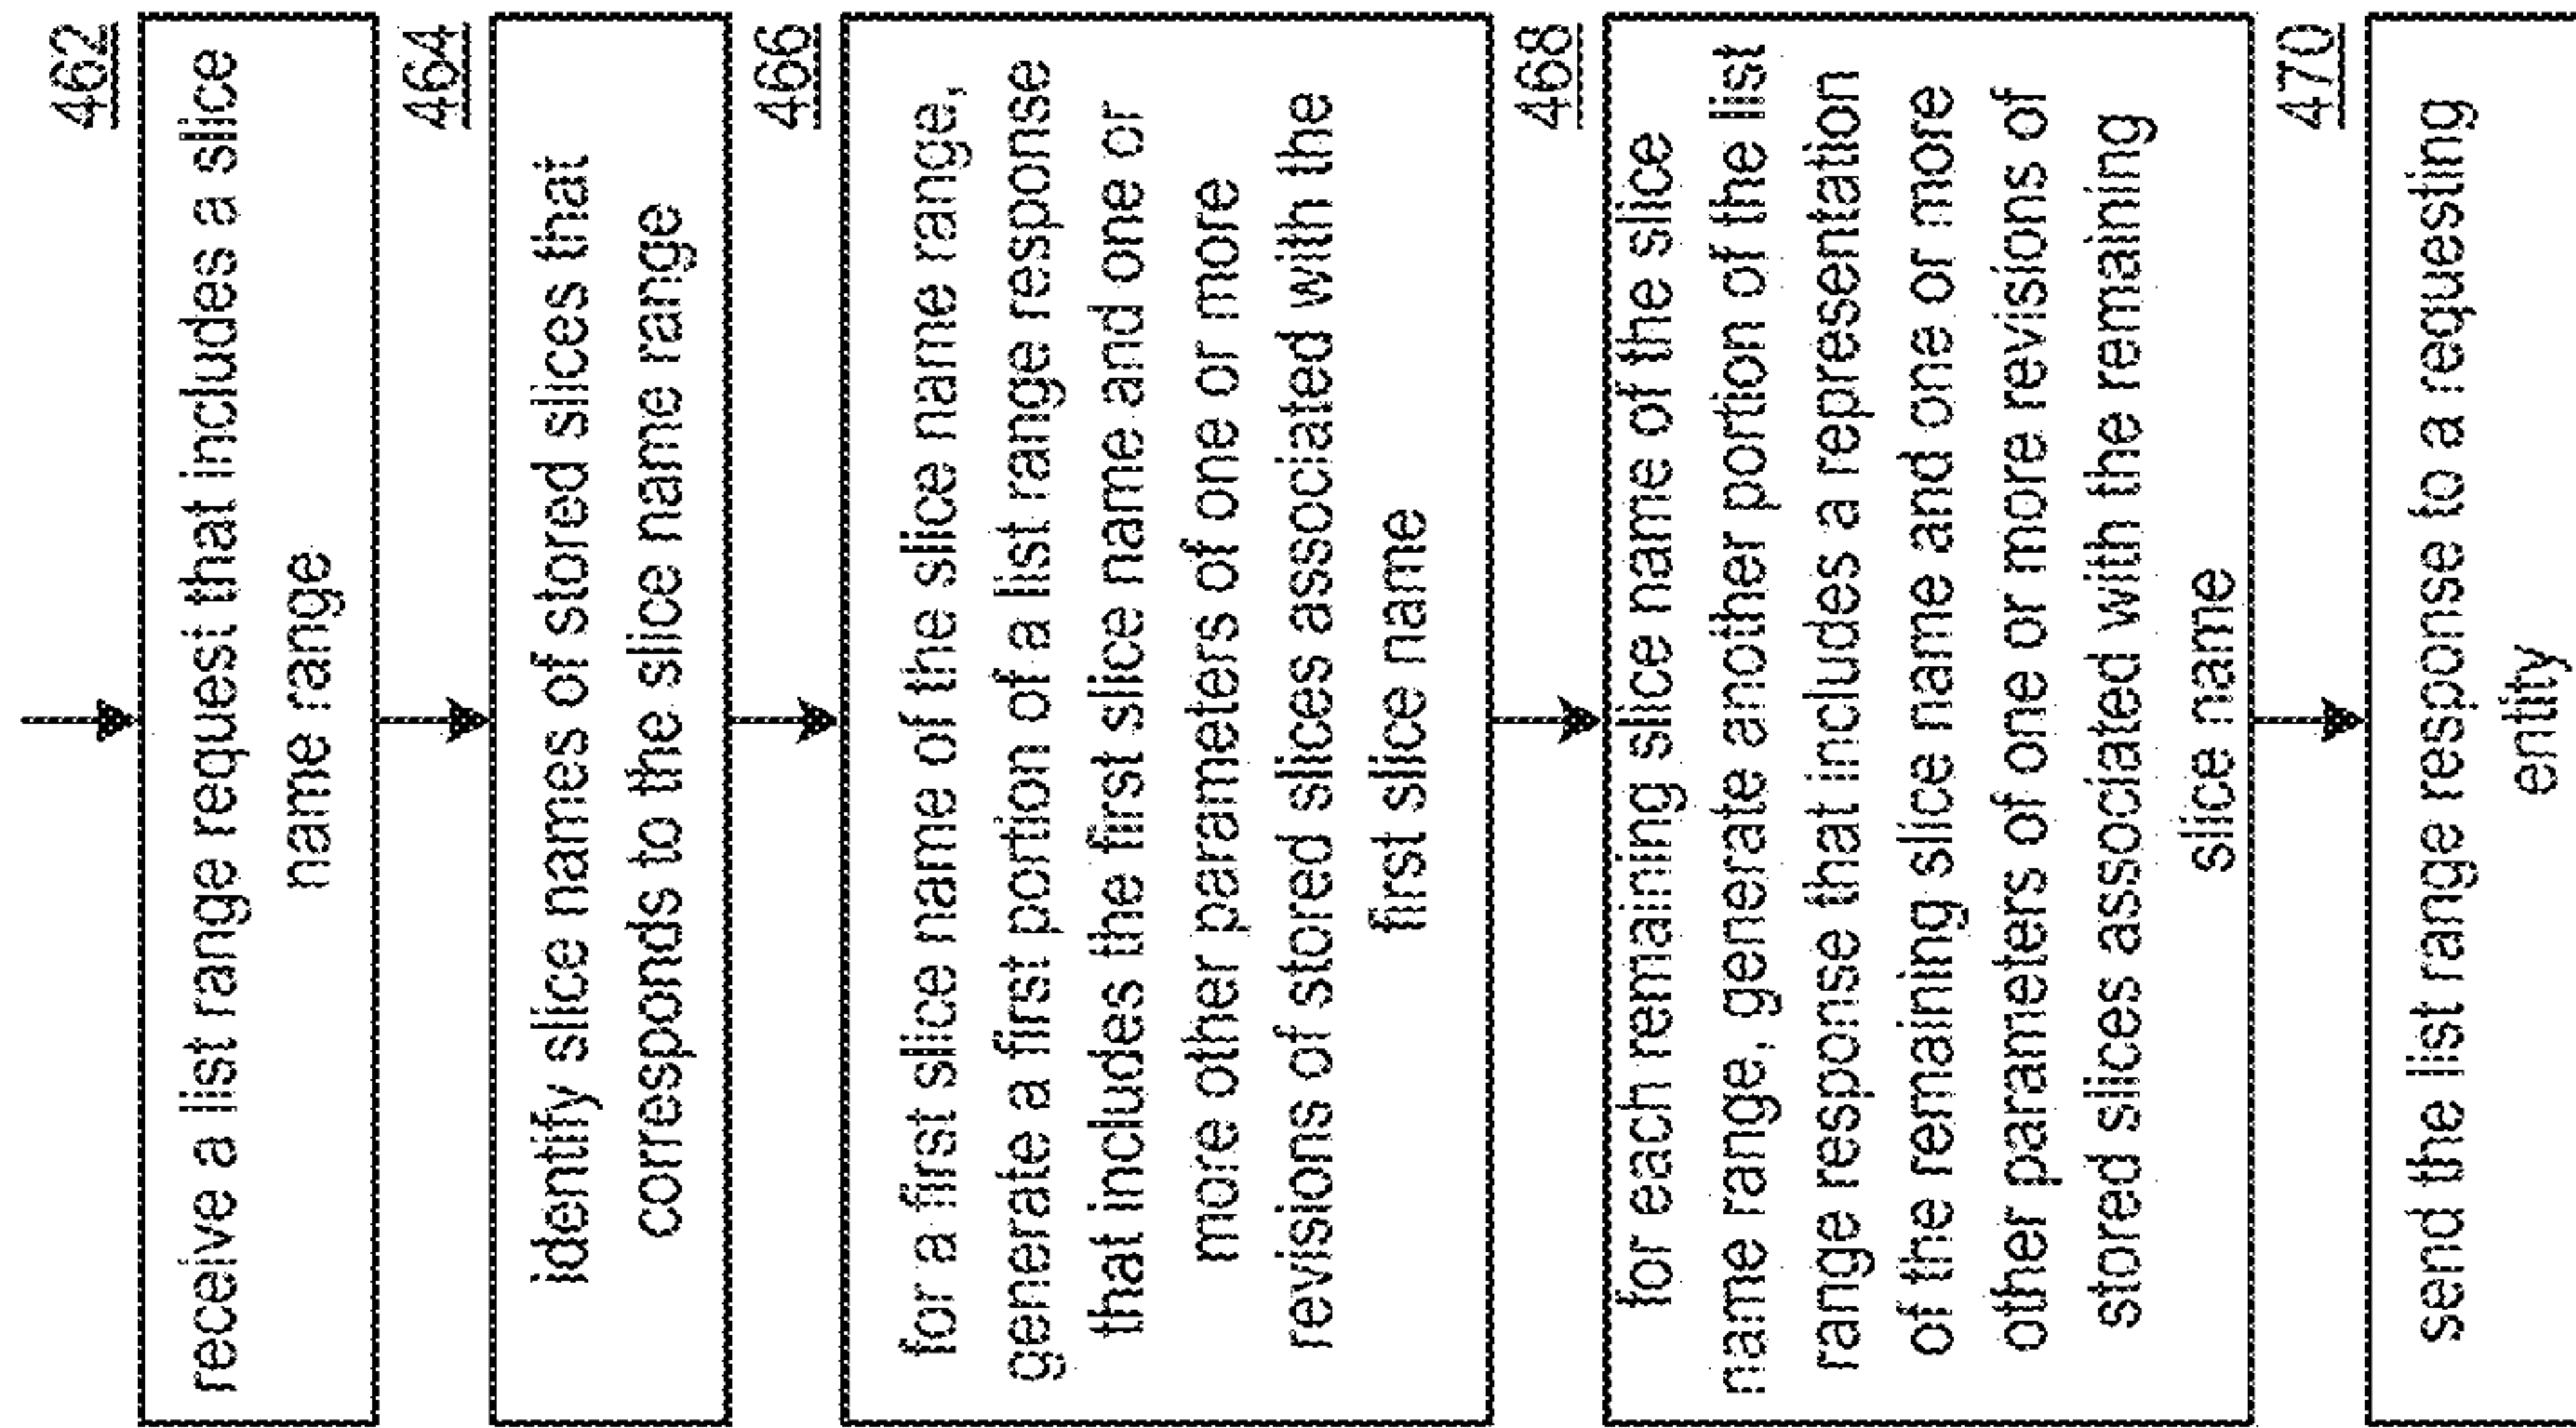 462
receive a list range request that includes a slice
name range
464
identify slice names of stored slices that
corresponds to the slice name range
466
for a first slice name of the slice name range,
generate a first portion of a list range response
that includes the first slice name and one or
more other parameters of one or more
revisions of stored slices associated with the
first slice name
468
for each remaining slice name of the slice
name range, generate another portion of the list
range response that includes a representation
of the remaining slice name and one or more
other parameters of one or more revisions of
stored slices associated with the remaining
slice name
470
send the list range response to a requesting
entity